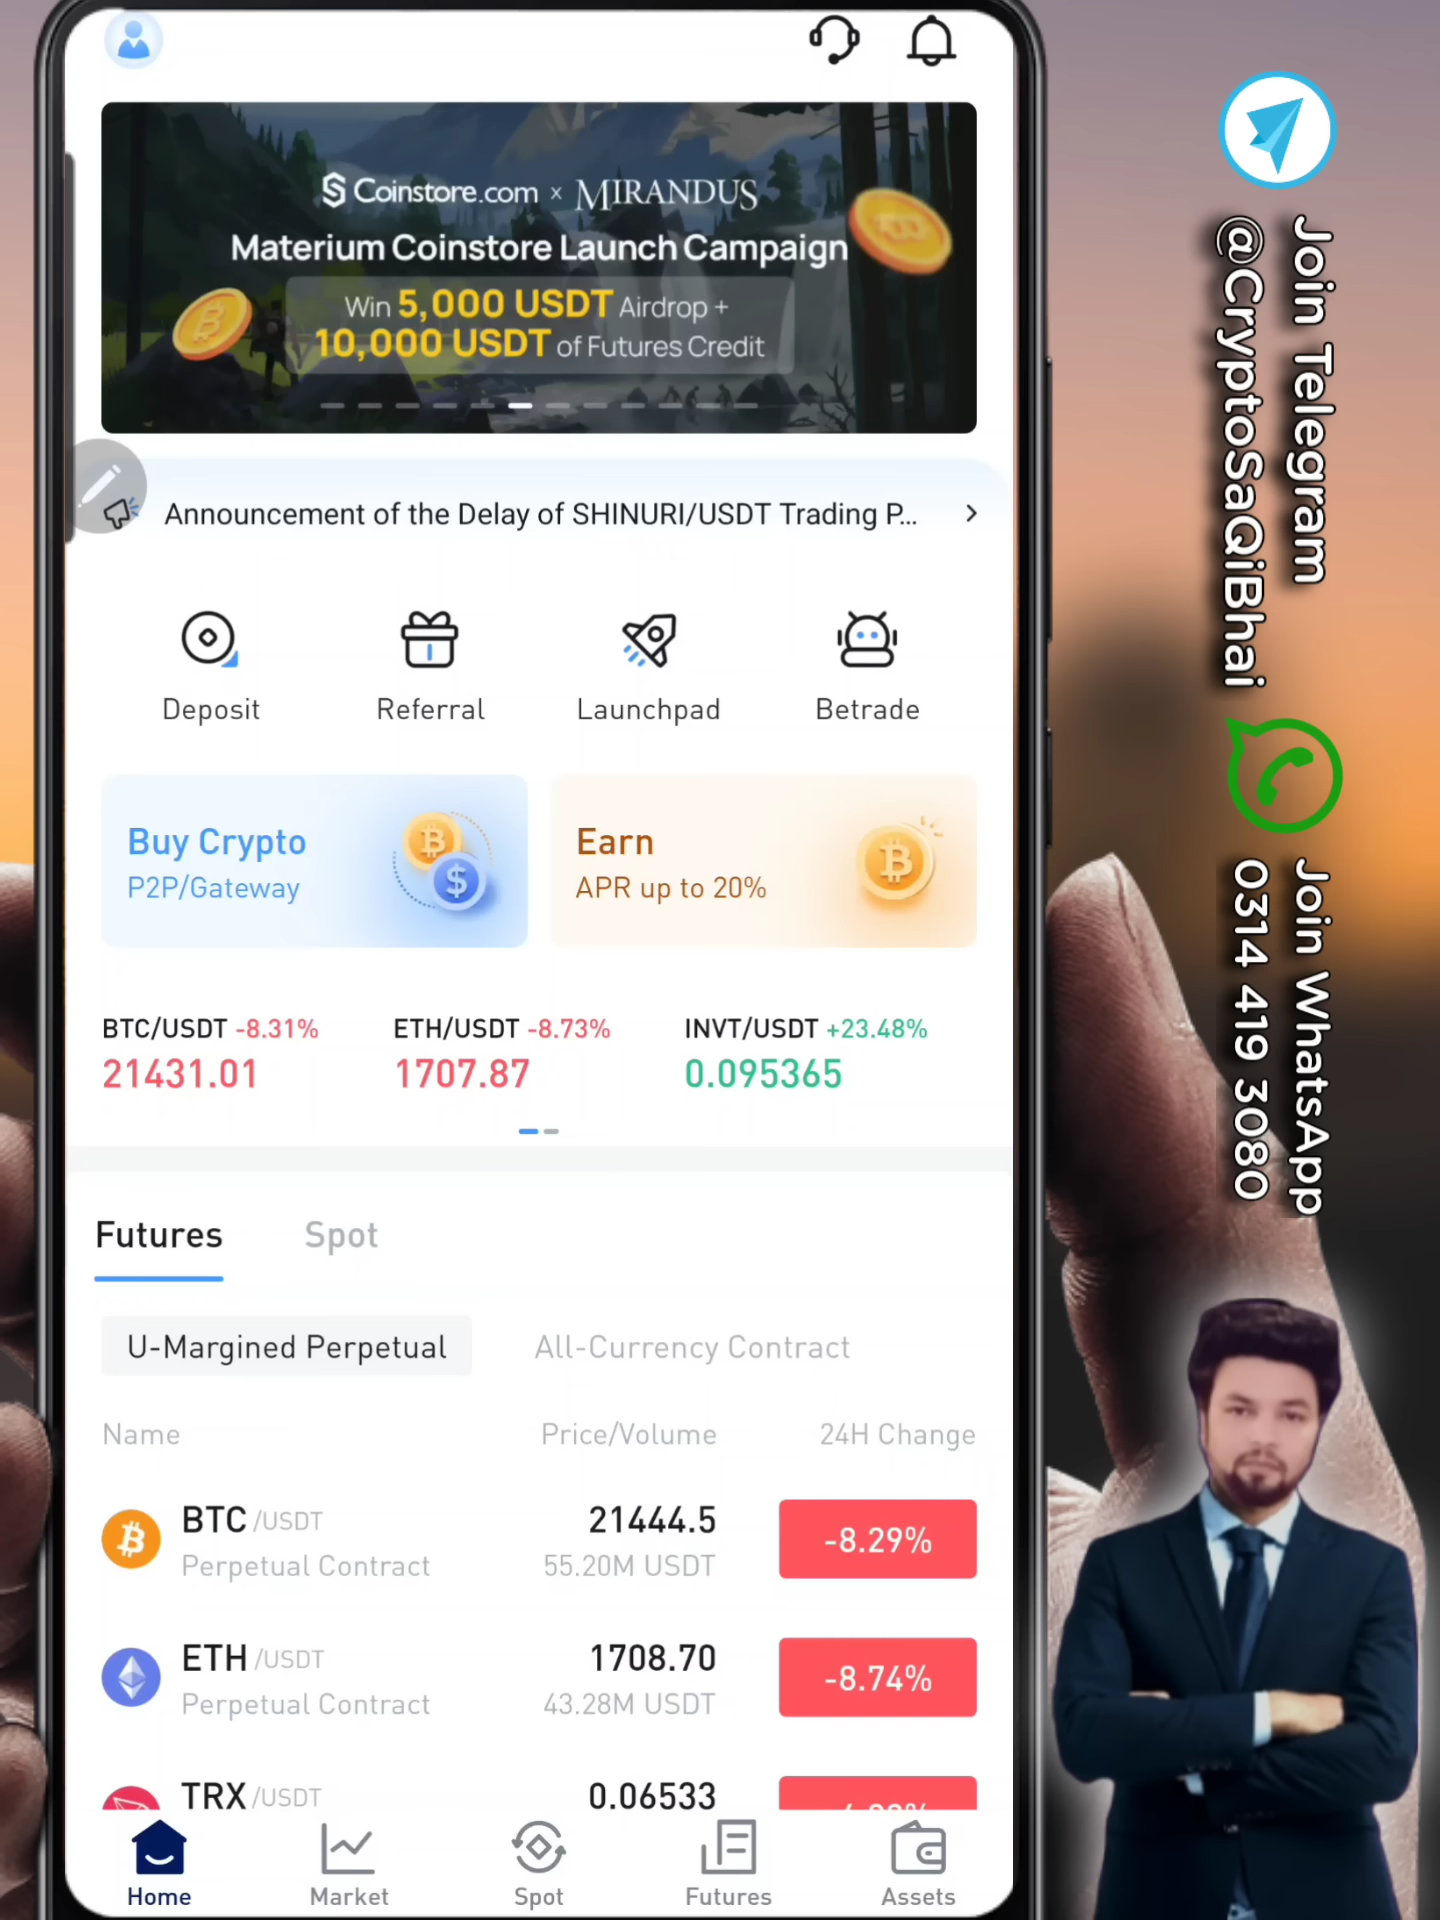 Coinstore.com x MIRANDUS
Materium Coinstore Launch Campaign
Win 5,000 USDT Airdrop +
10,000 USDT of Futures Credit
Announcement of the Delay of SHINURI/USDT Trading P...
Deposit
Referral
Launchpad
Betrade
Buy Crypto
P2P/Gateway
Earn
APR up to 20%
BTC/USDT -8.31%
21431.01
ETH/USDT -8.73%
1707.87
INVT/USDT +23.48%
0.095365
Futures
Spot
U-Margined Perpetual
All-Currency Contract
Name
Price/Volume
24H Change
BTC /USDT
21444.5
-8.29%
Perpetual Contract
55.20M USDT
ETH /USDT
1708.70
-8.74%
Perpetual Contract
43.28M USDT
TRX /USDT
0.06533
Home
Market
Spot
Futures
Assets
Join Telegram
@CryptoSaQiBhai
Join WhatsApp
0314 419 3080